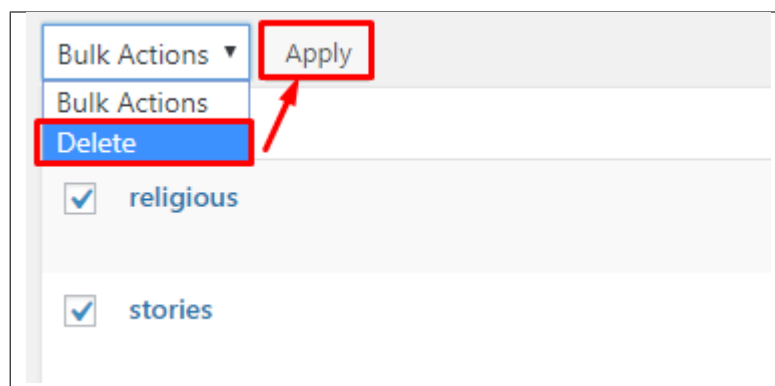 Bulk Actions Apply
Bulk Actions
Delete
religious
stories